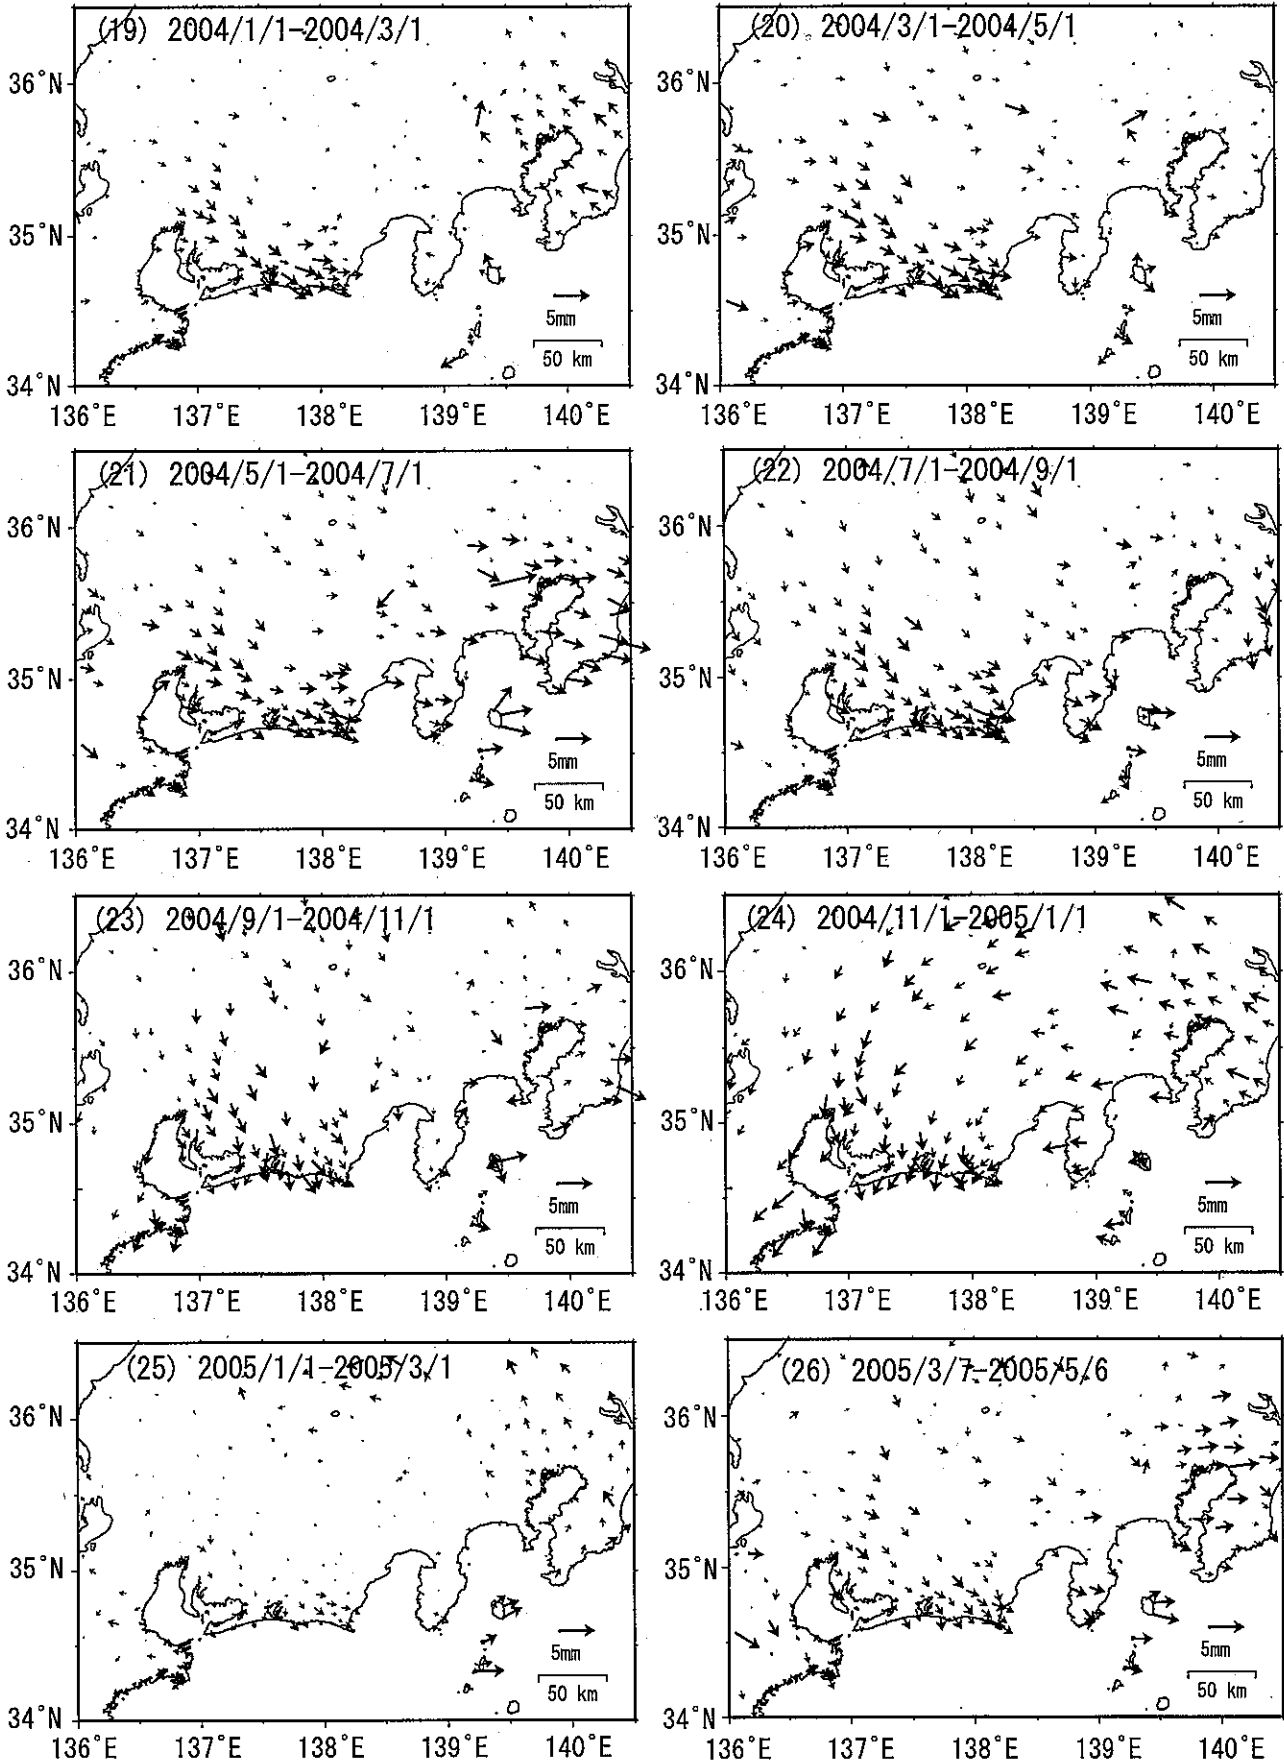 (19) 2004/1/1-2004/3/1
36°N
35°N
34°N
5mm
50 km
136°E 137°E 138°E 139°E 140°E
(20) 2004/3/1-2004/5/1
36°N
35°N
34°N
5mm
50 km
136°E 137°E 138°E 139°E 140°E
(21) 2004/5/1-2004/7/1
36°N
35°N
34°N
5mm
50 km
136°E 137°E 138°E 139°E 140°E
(22) 2004/7/1-2004/9/1
36°N
35°N
34°N
5mm
50 km
136°E 137°E 138°E 139°E 140°E
(23) 2004/9/1-2004/11/1
36°N
35°N
34°N
5mm
50 km
136°E 137°E 138°E 139°E 140°E
(24) 2004/11/1-2005/1/1
36°N
35°N
34°N
5mm
50 km
136°E 137°E 138°E 139°E 140°E
(25) 2005/1/1-2005/3/1
36°N
35°N
34°N
5mm
50 km
136°E 137°E 138°E 139°E 140°E
(26) 2005/3/7-2005/5/6
36°N
35°N
34°N
5mm
50 km
136°E 137°E 138°E 139°E 140°E